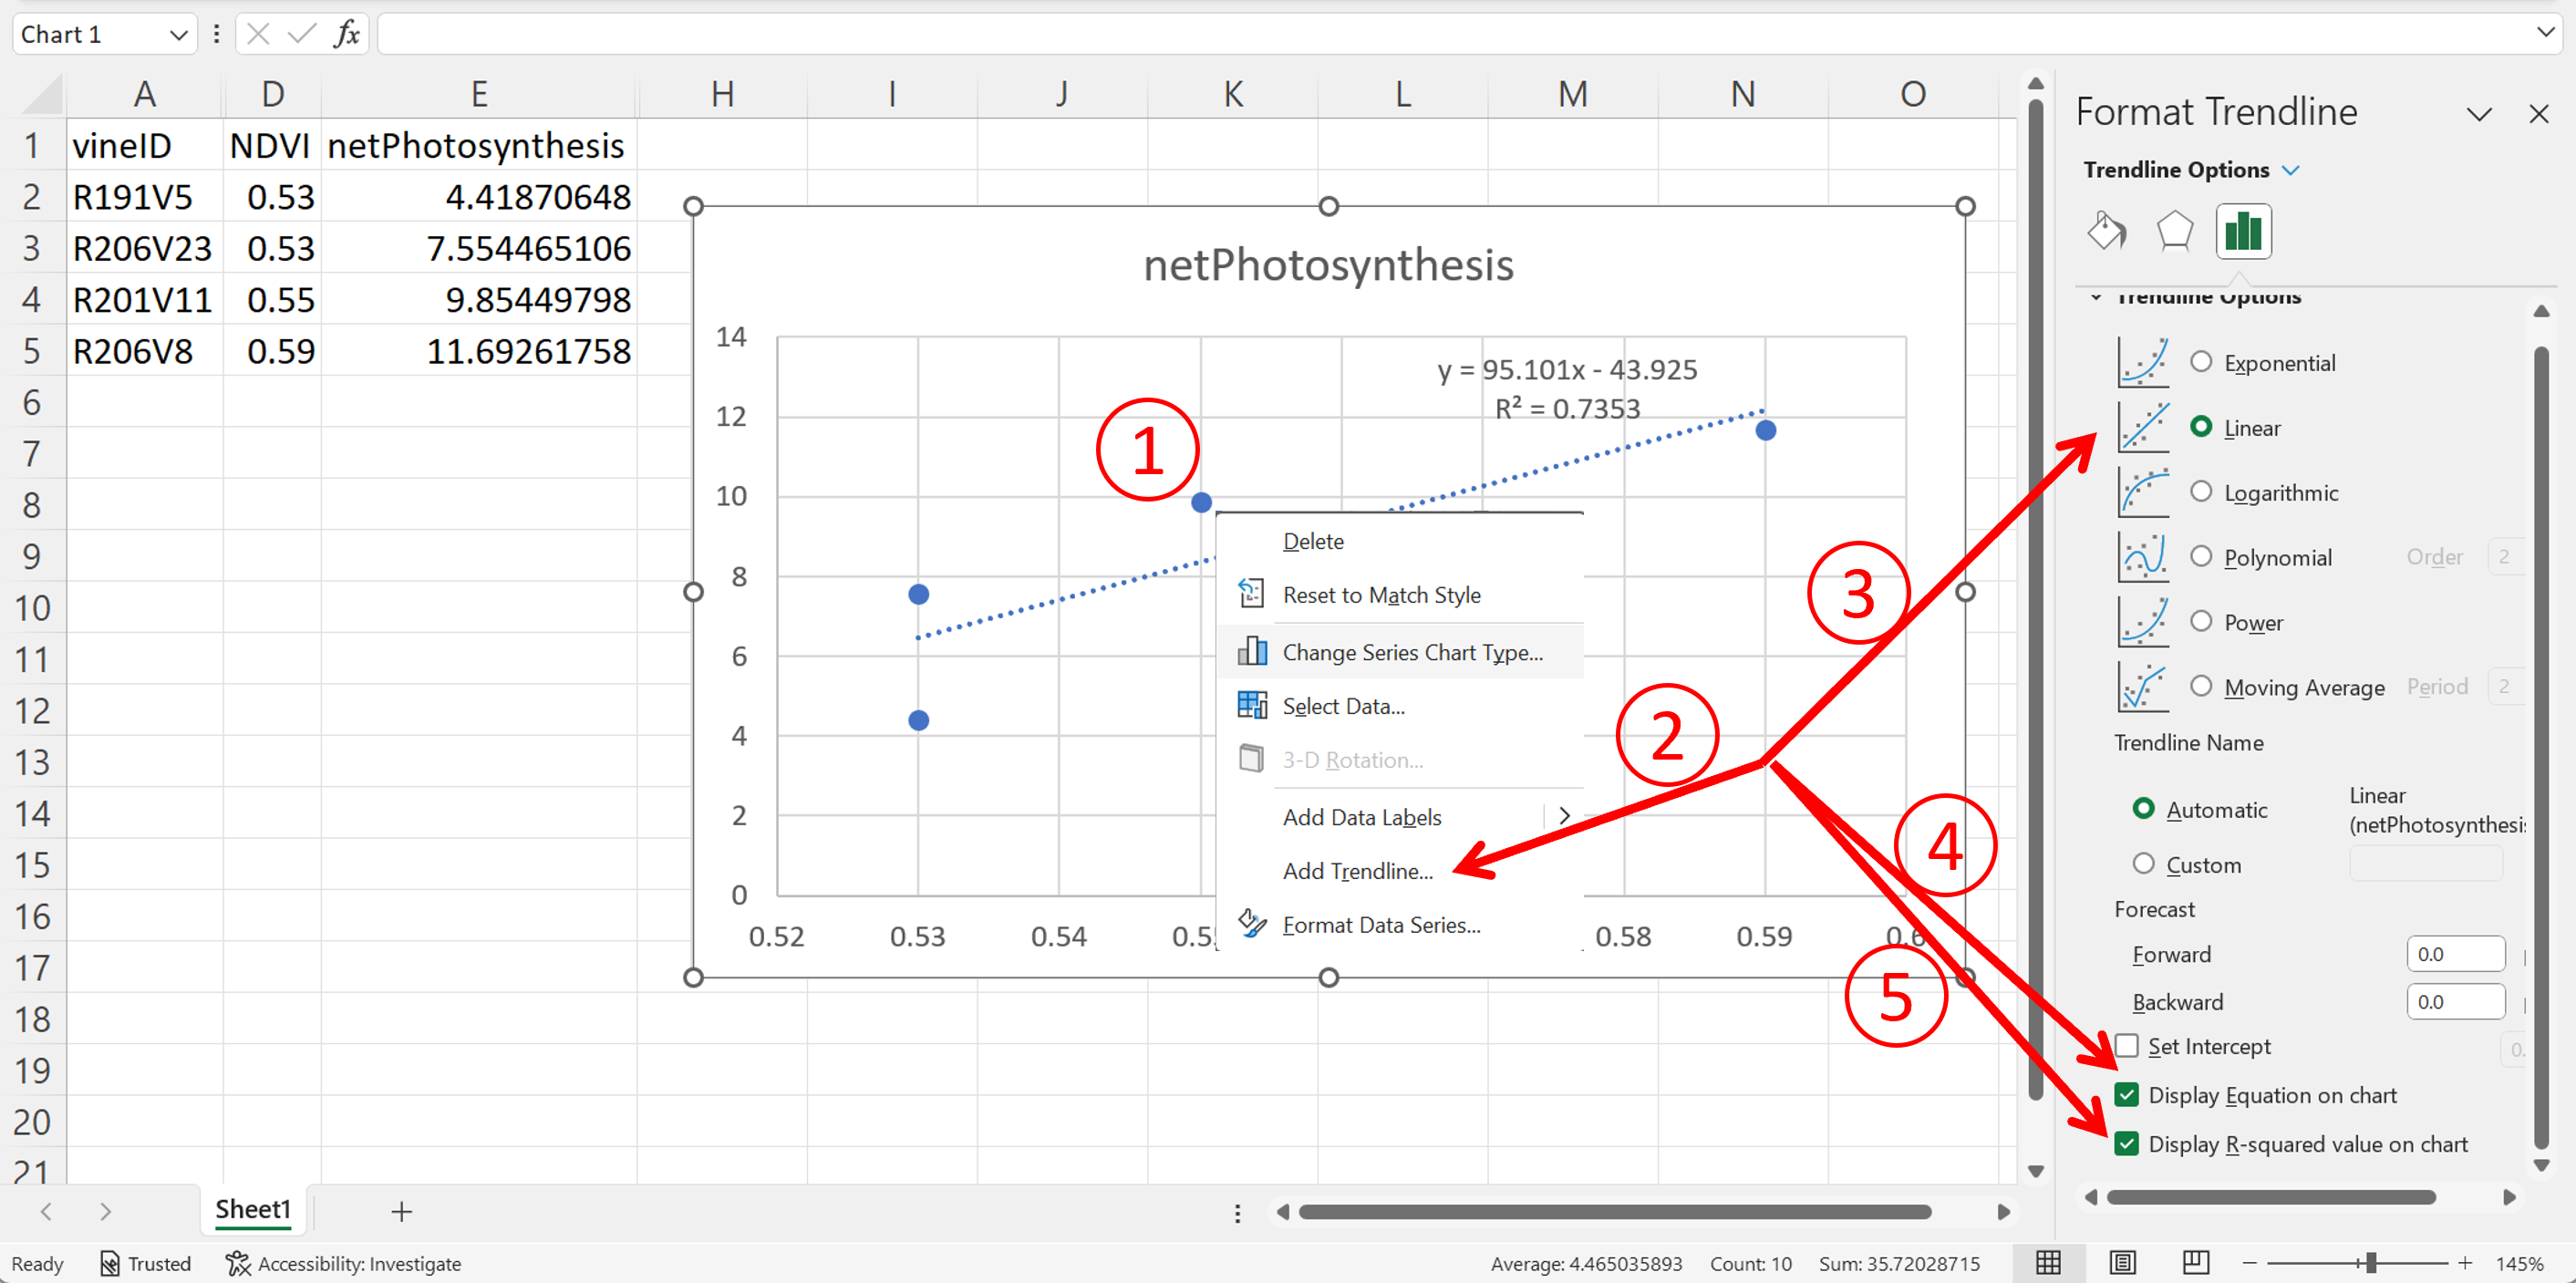 Chart 1
fx
A D E H I J K L M N O
1 vineID NDVI netPhotosynthesis
2 R191V5 0.53 4.41870648
3 R206V23 0.53 7.554465106
4 R201V11 0.55 9.85449798
5 R206V8 0.59 11.69261758
6
7
8
9
10
11
12
13
14
15
16
17
18
19
20
21
netPhotosynthesis
14
12
10
8
6
4
2
0
0.52 0.53 0.54 0.58 0.59
y = 95.101x - 43.925
R² = 0.7353
1
2
3
4
5
Delete
Reset to Match Style
Change Series Chart Type...
Select Data...
3-D Rotation...
Add Data Labels
Add Trendline...
Format Data Series...
Format Trendline
Trendline Options
Trendline Options
Exponential
Linear
Logarithmic
Polynomial Order 2
Power
Moving Average Period 2
Trendline Name
Automatic Linear
(netPhotosynthesis
Custom
Forecast
Forward 0.0
Backward 0.0
Set Intercept 0.
Display Equation on chart
Display R-squared value on chart
Sheet1
Ready Trusted Accessibility: Investigate Average: 4.465035893 Count: 10 Sum: 35.72028715 145%